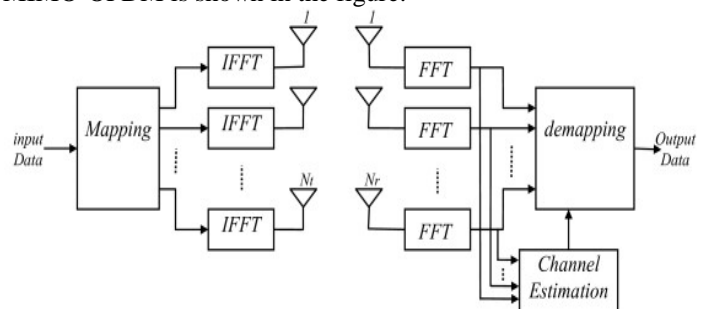 MIMO-OFDM is shown in the figure.
1
1
IFFT
FFT
Mapping
IFFT
FFT
demapping
input
Data
Output
Data
Nt
Nr
IFFT
FFT
Channel
Estimation